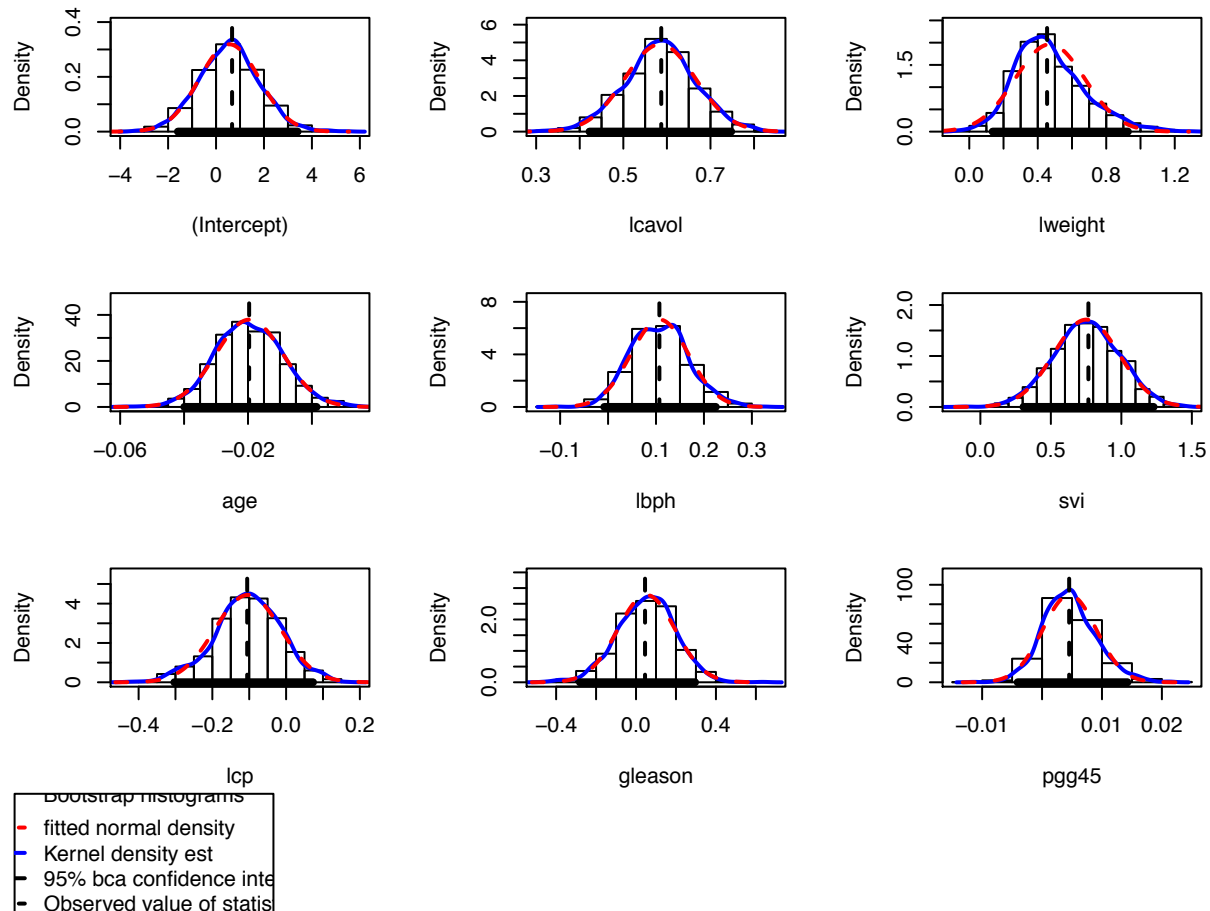 Density
0.0 0.2 0.4
−4 −2 0 2 4 6
(Intercept)
Density
0 2 4 6
0.3 0.5 0.7
lcavol
Density
0.0 1.5
0.0 0.4 0.8 1.2
lweight
Density
0 20 40
−0.06 −0.02
age
Density
0 4 8
−0.1 0.1 0.2 0.3
lbph
Density
0.0 1.0 2.0
0.0 0.5 1.0 1.5
svi
Density
0 2 4
−0.4 −0.2 0.0 0.2
lcp
Density
0.0 2.0
−0.4 0.0 0.4
gleason
Density
0 40 100
−0.01 0.01 0.02
pgg45
Bootstrap histograms
fitted normal density
Kernel density est
95% bca confidence inte
Observed value of statis